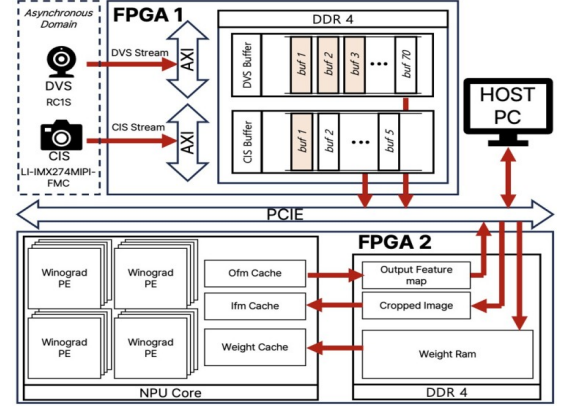 Asynchronous
Domain
DVS
RC1S
CIS
LI-IMX274MIPI-
FMC
DVS Stream
CIS Stream
FPGA 1
AXI
AXI
DDR 4
DVS Buffer
buf 1
buf 2
buf 3
•••
buf 70
CIS Buffer
buf 1
buf 2
•••
buf 5
HOST
PC
PCIE
FPGA 2
Winograd
PE
Winograd
PE
Winograd
PE
Winograd
PE
Ofm Cache
Ifm Cache
Weight Cache
NPU Core
Output Feature
map
Cropped Image
Weight Ram
DDR 4